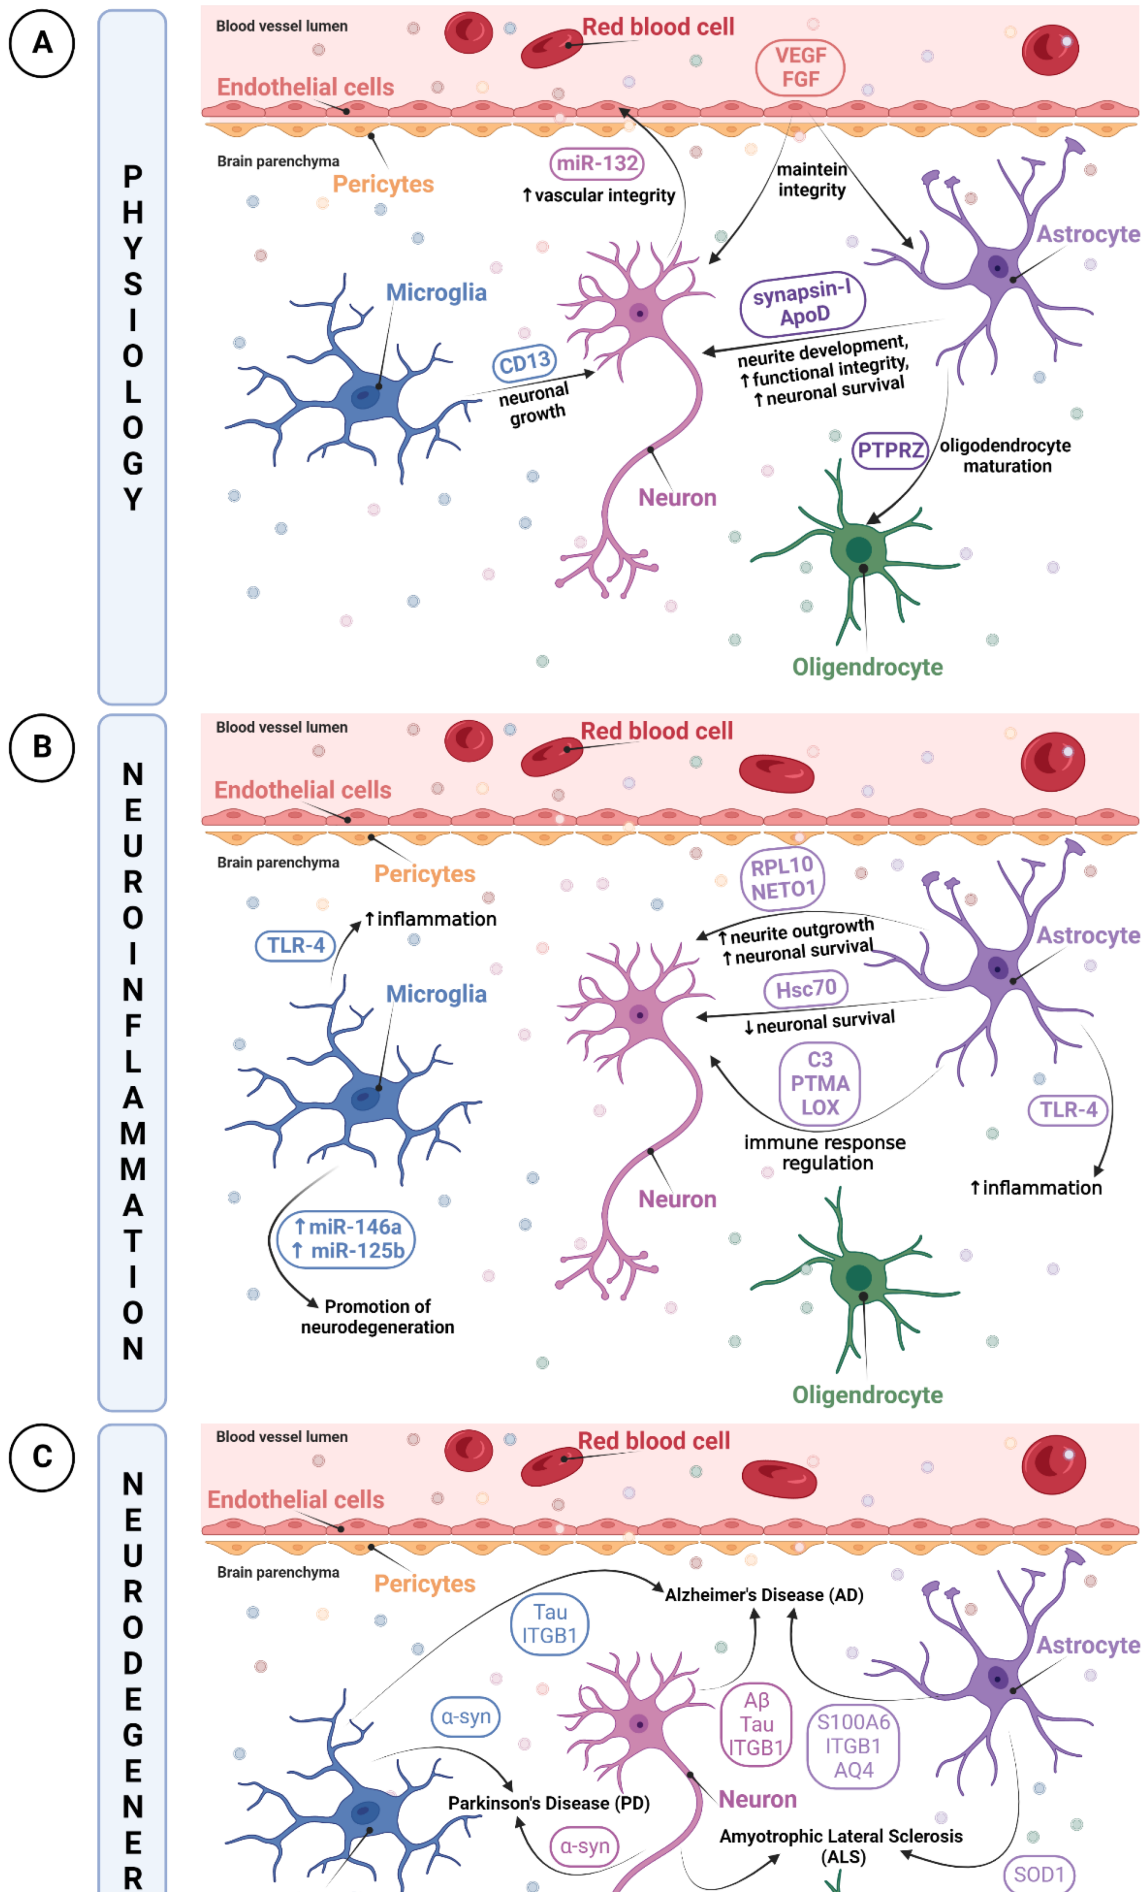 A
PHYSIOLOGY
Blood vessel lumen
Red blood cell
VEGF
FGF
Endothelial cells
Brain parenchyma
Pericytes
miR-132
↑vascular integrity
maintein
integrity
Astrocyte
Microglia
synapsin-I
ApoD
CD13
neuronal
growth
neurite development,
↑functional integrity,
↑neuronal survival
PTPRZ
oligodendrocyte
maturation
Neuron
Oligendrocyte
B
NEUROINFLAMMATION
Blood vessel lumen
Red blood cell
Endothelial cells
Brain parenchyma
Pericytes
RPL10
NETO1
↑inflammation
TLR-4
↑neurite outgrowth
↑neuronal survival
Astrocyte
Microglia
Hsc70
↓neuronal survival
C3
PTMA
LOX
TLR-4
immune response
regulation
↑inflammation
Neuron
↑miR-146a
↑ miR-125b
Promotion of
neurodegeneration
Oligendrocyte
C
NEURODEGENER
Blood vessel lumen
Red blood cell
Endothelial cells
Brain parenchyma
Pericytes
Alzheimer's Disease (AD)
Tau
ITGB1
Astrocyte
α-syn
Aβ
Tau
ITGB1
S100A6
ITGB1
AQ4
Parkinson's Disease (PD)
Neuron
α-syn
Amyotrophic Lateral Sclerosis
(ALS)
SOD1